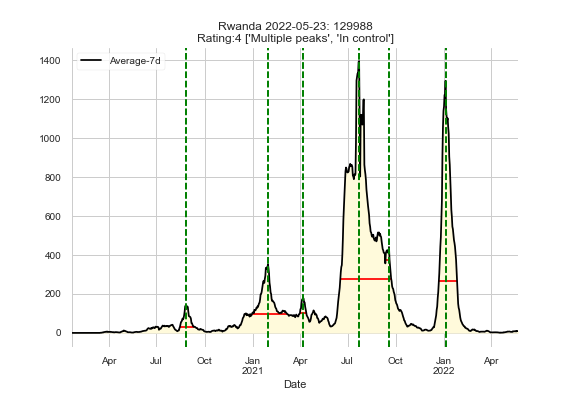 Rwanda 2022-05-23: 129988
Rating:4 ['Multiple peaks', 'In control']
Average-7d
1400
1200
1000
800
600
400
200
0
Apr Jul Oct Jan Apr Jul Oct Jan Apr
2021 2022
Date